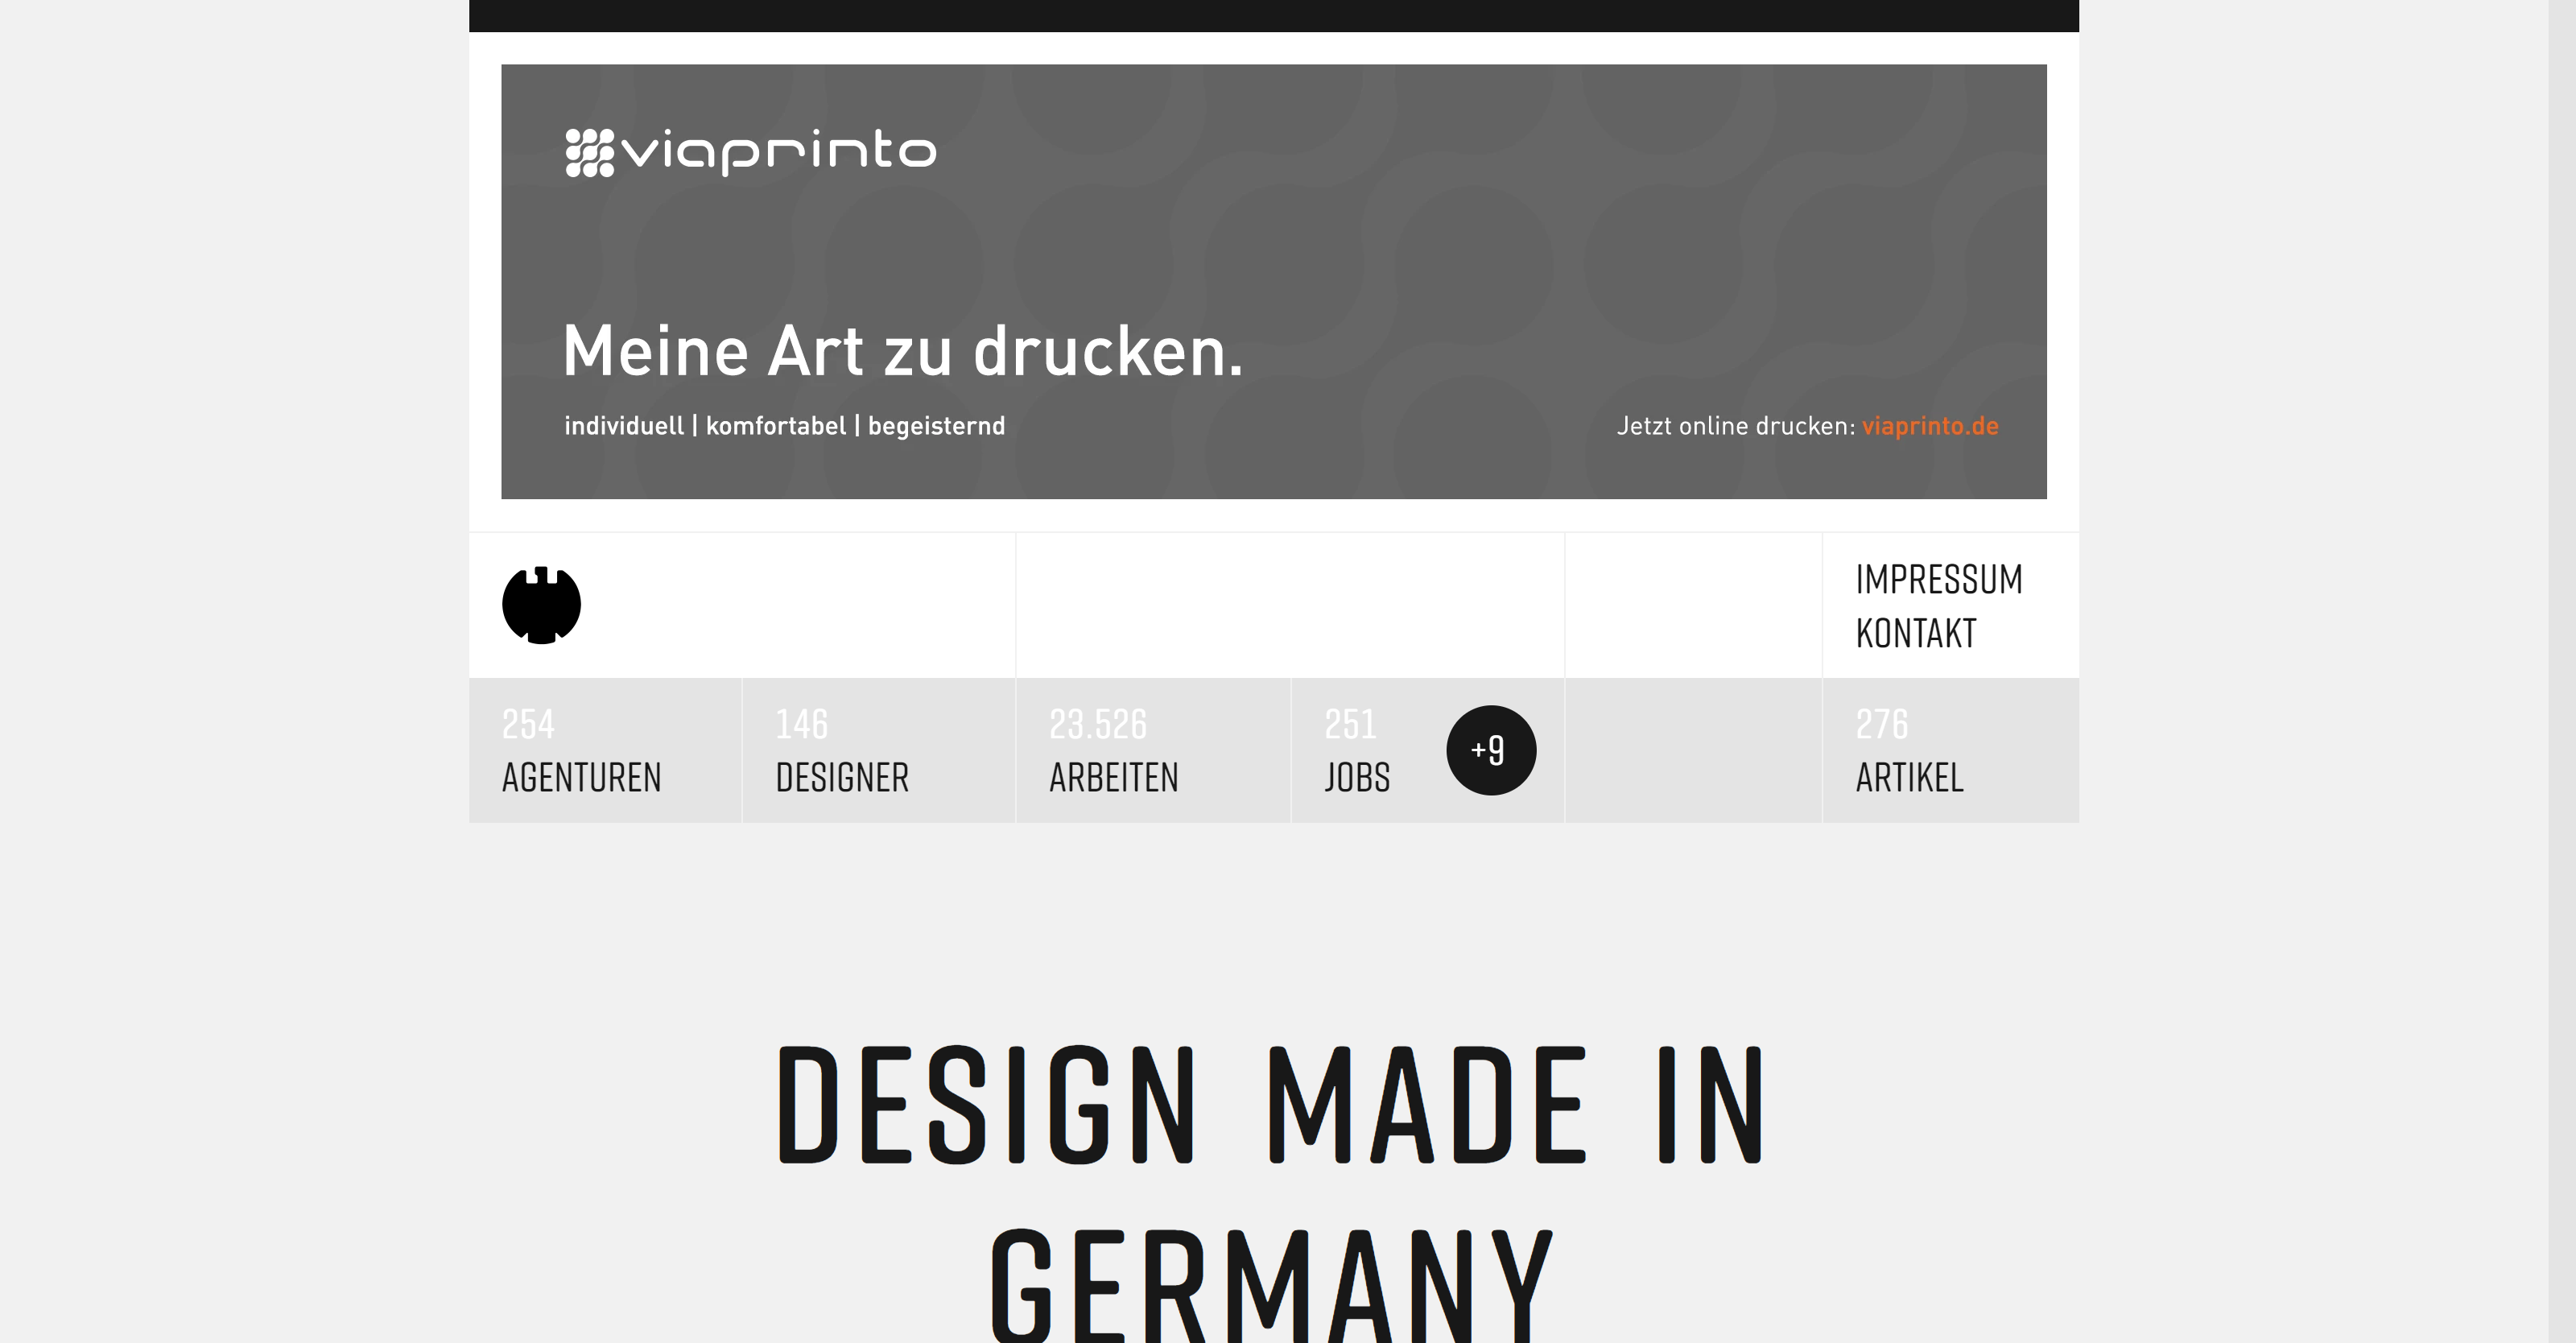 viaprinto
Meine Art zu drucken.
individuell | komfortabel | begeisternd
Jetzt online drucken: viaprinto.de
IMPRESSUM
KONTAKT
254
AGENTUREN
146
DESIGNER
23.526
ARBEITEN
251
JOBS
+9
276
ARTIKEL
DESIGN MADE IN
GERMANY